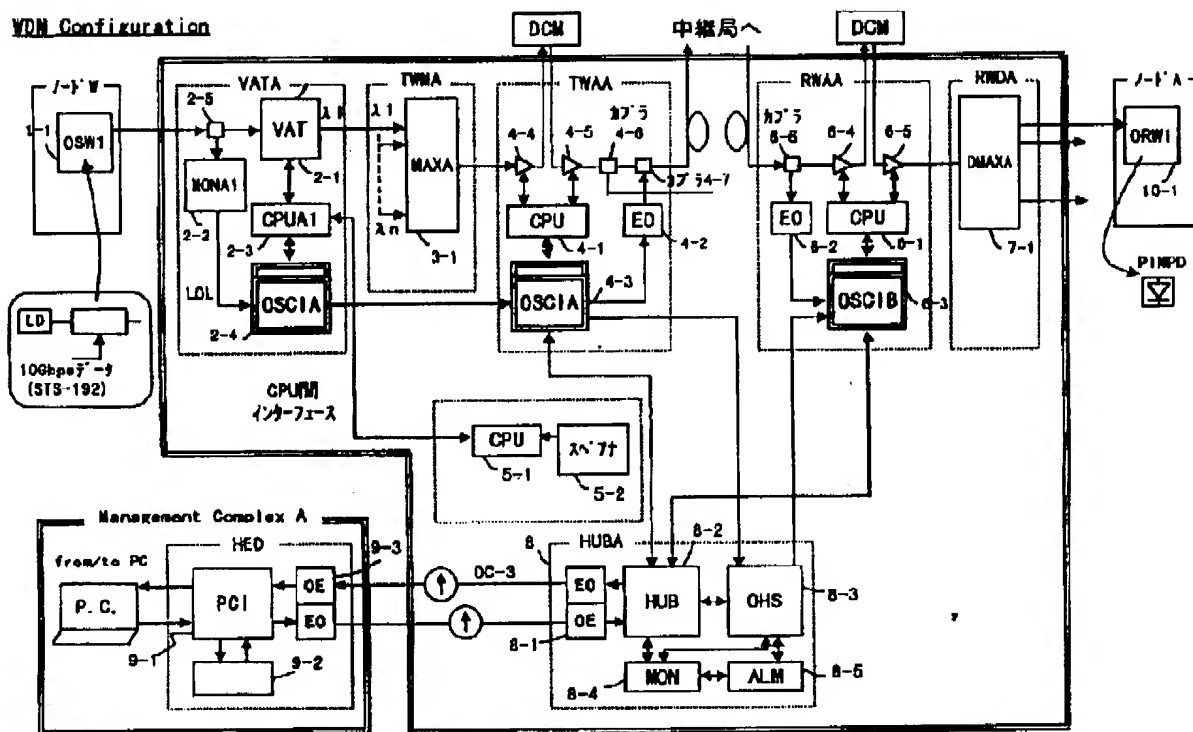 WDM Configuration
DCM
中継局へ
DCM
ノードW
VATA
TWMA
TWAA
RWAA
RWDA
ノードA
1-1
OSW1
2-5
VAT
λ1
MAXA
4-4
4-5
カプラ
4-6
カプラ
6-6
6-4
6-5
DMAXA
ORW1
10-1
MONA1
2-1
カプラ4-7
2-2
CPUA1
2-3
λn
3-1
CPU
4-1
EO
4-2
EO
6-2
CPU
6-1
7-1
PINPD
LOL
OSCIA
2-4
OSCIA
4-3
OSCIB
6-3
LD
10Gbpsデータ
(STS-192)
CPU間
インターフェース
CPU
5-1
スペアナ
5-2
Management Complex A
HED
9-3
8
HUBA
8-2
from/to PC
P.C.
PCI
OE
EO
OC-3
EO
OE
HUB
OHS
8-3
9-1
9-2
8-1
8-4
MON
ALM
8-5